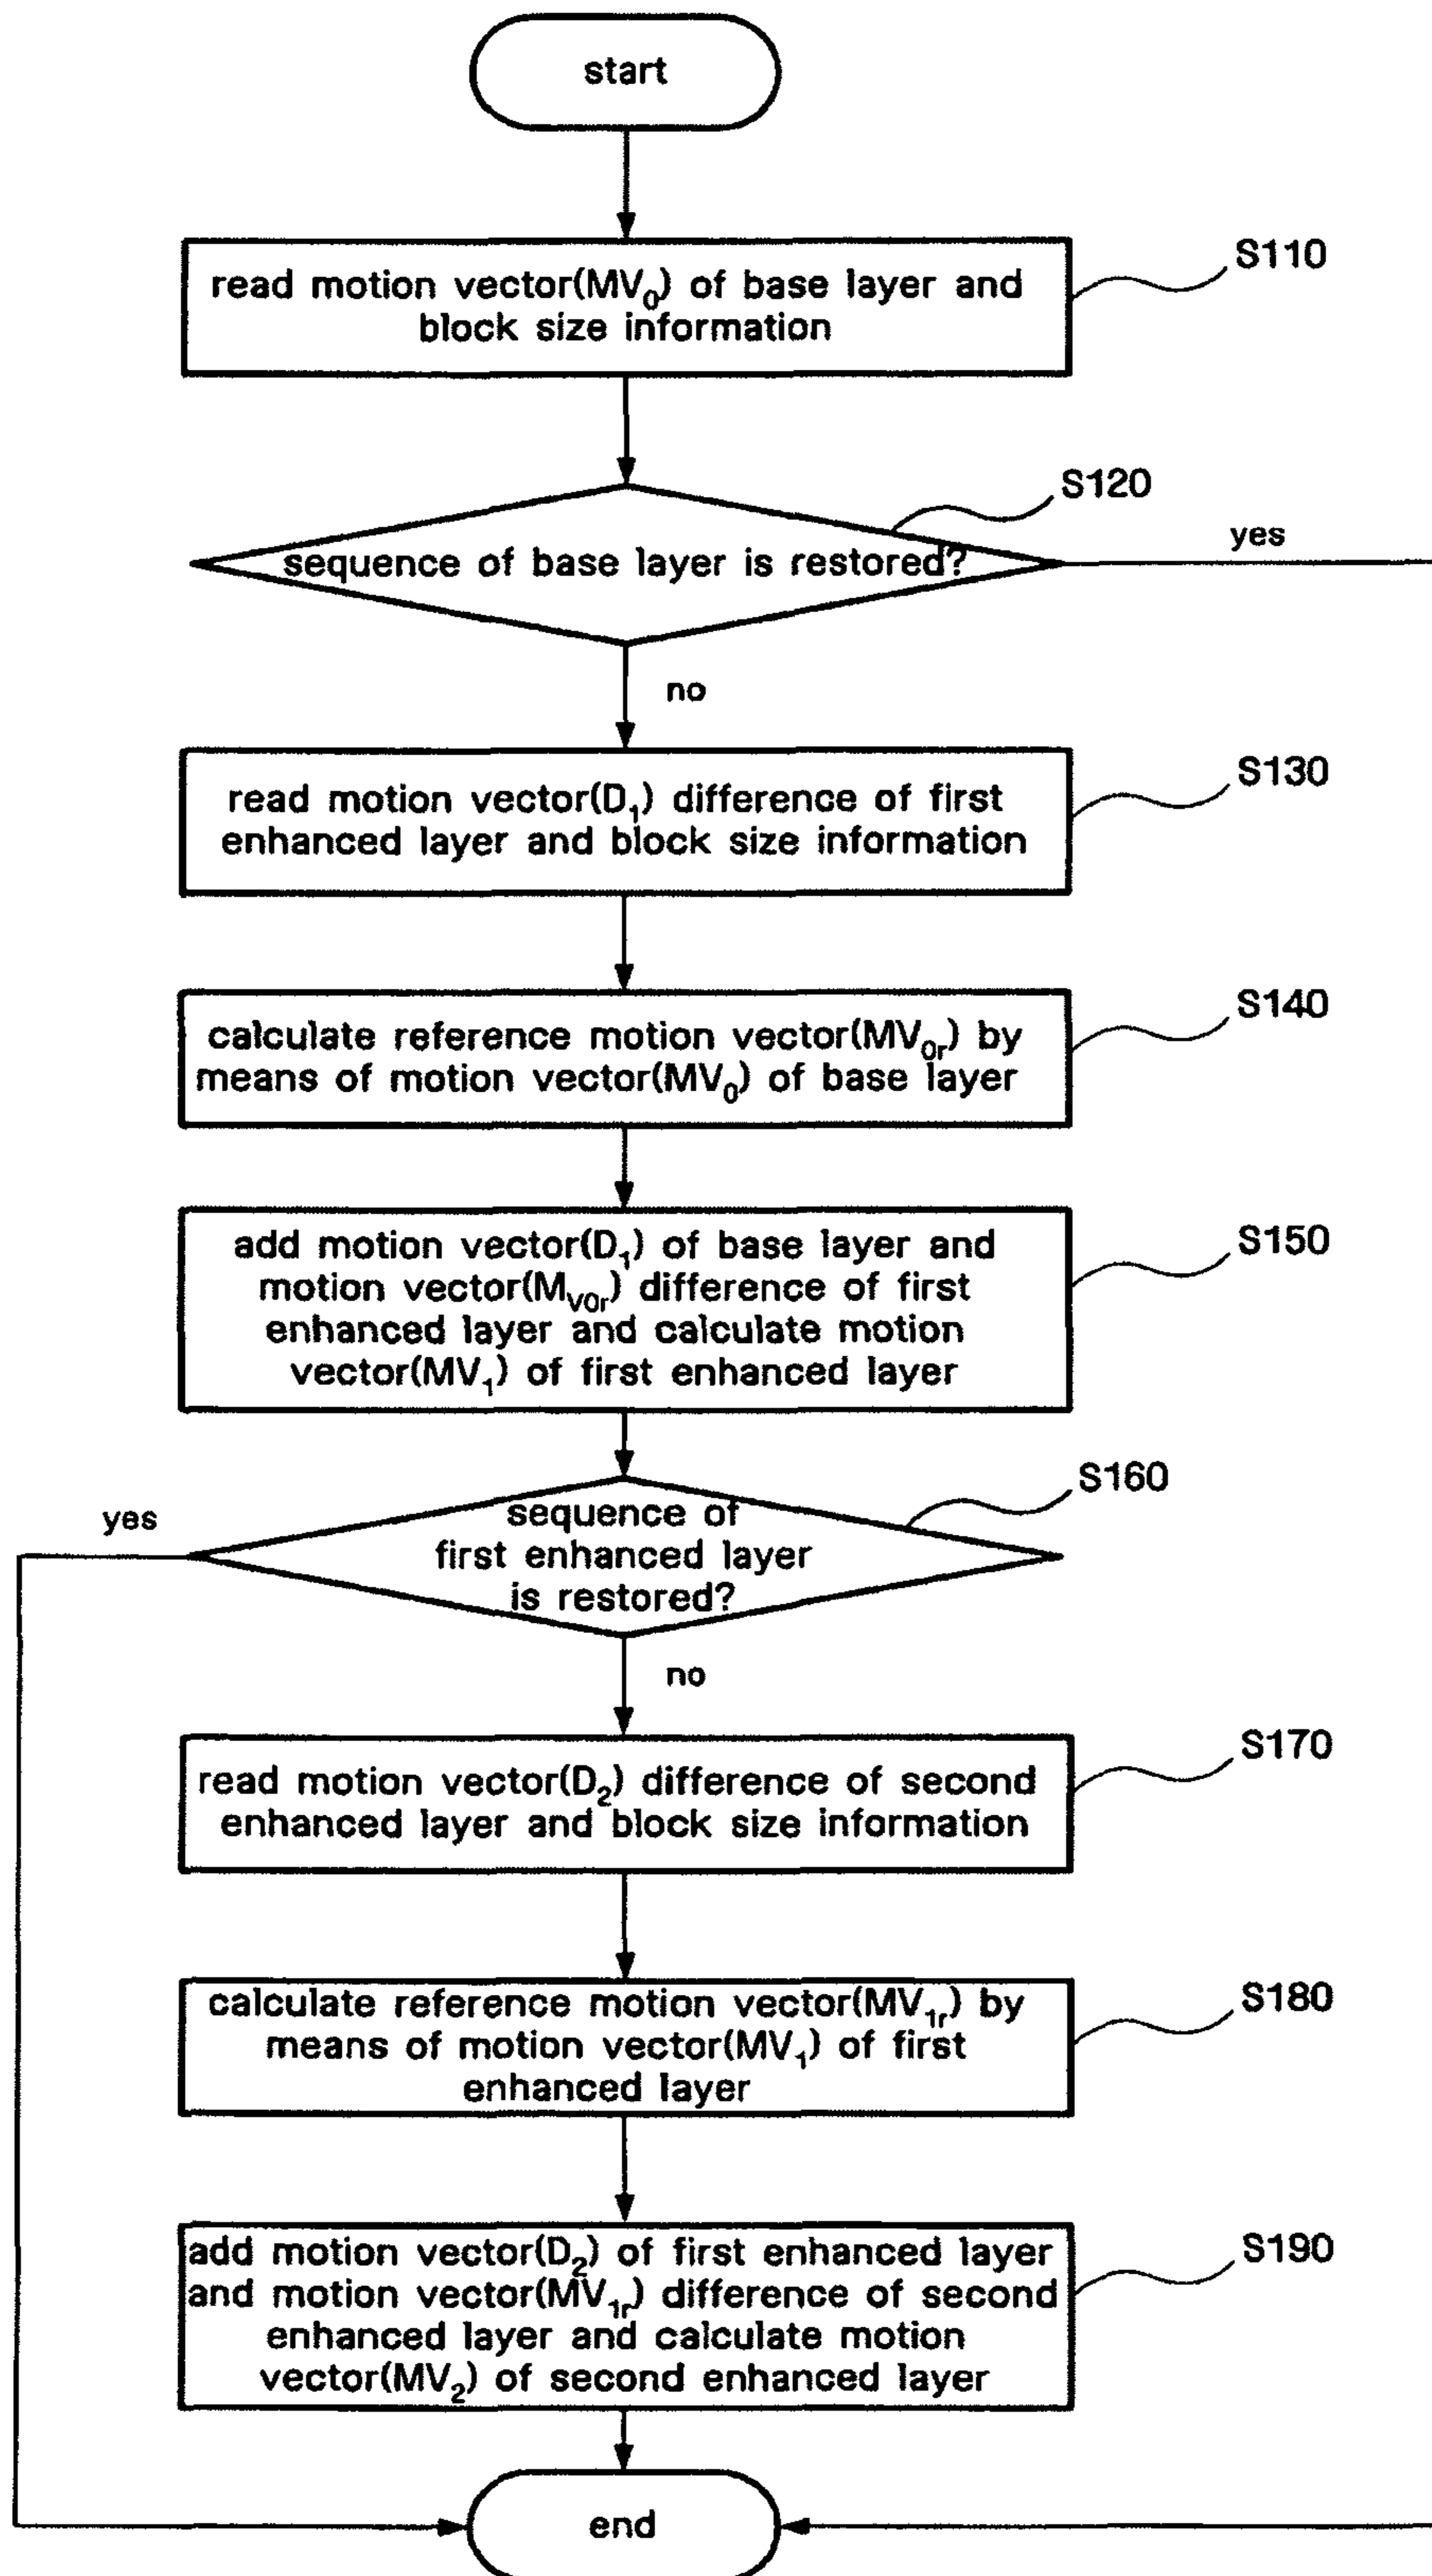 start
read motion vector(MV₀) of base layer and
block size information
S110
S120
sequence of base layer is restored?
yes
no
read motion vector(D₁) difference of first
enhanced layer and block size information
S130
calculate reference motion vector(MV₀ᵣ) by
means of motion vector(MV₀) of base layer
S140
add motion vector(D₁) of base layer and
motion vector(M_V0r) difference of first
enhanced layer and calculate motion
vector(MV₁) of first enhanced layer
S150
S160
yes
sequence of
first enhanced layer
is restored?
no
read motion vector(D₂) difference of second
enhanced layer and block size information
S170
calculate reference motion vector(MV₁ᵣ) by
means of motion vector(MV₁) of first
enhanced layer
S180
add motion vector(D₂) of first enhanced layer
and motion vector(MV₁ᵣ) difference of second
enhanced layer and calculate motion
vector(MV₂) of second enhanced layer
S190
end